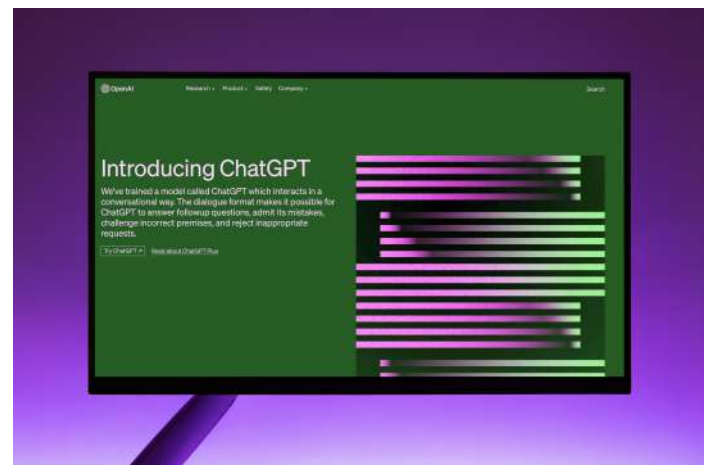 OpenAI
Research Product Safety Company
Search
Introducing ChatGPT
We've trained a model called ChatGPT which interacts in a
conversational way. The dialogue format makes it possible for
ChatGPT to answer followup questions, admit its mistakes,
challenge incorrect premises, and reject inappropriate
requests.
Try ChatGPT ↗ Read about ChatGPT Plus